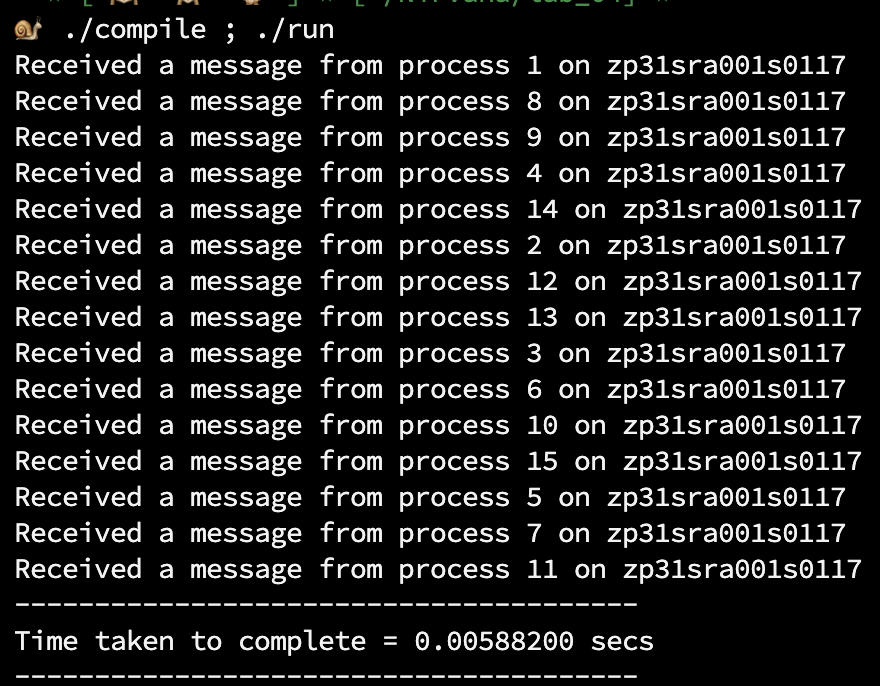 ./compile ; ./run
Received a message from process 1 on zp31sra001s0117
Received a message from process 8 on zp31sra001s0117
Received a message from process 9 on zp31sra001s0117
Received a message from process 4 on zp31sra001s0117
Received a message from process 14 on zp31sra001s0117
Received a message from process 2 on zp31sra001s0117
Received a message from process 12 on zp31sra001s0117
Received a message from process 13 on zp31sra001s0117
Received a message from process 3 on zp31sra001s0117
Received a message from process 6 on zp31sra001s0117
Received a message from process 10 on zp31sra001s0117
Received a message from process 15 on zp31sra001s0117
Received a message from process 5 on zp31sra001s0117
Received a message from process 7 on zp31sra001s0117
Received a message from process 11 on zp31sra001s0117
---------------------------------------
Time taken to complete = 0.00588200 secs
---------------------------------------